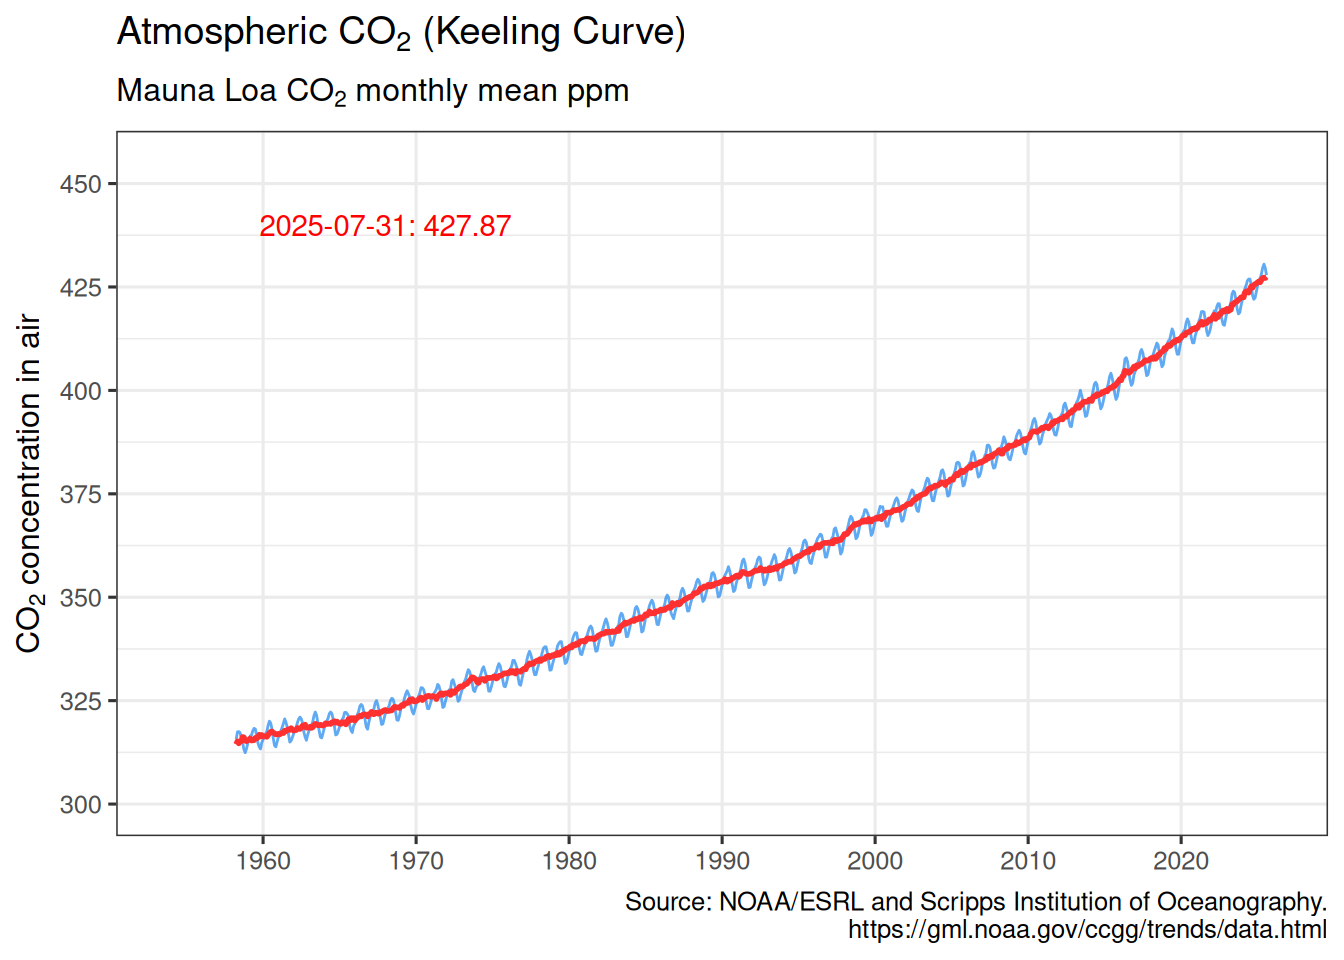 Atmospheric CO₂ (Keeling Curve)
Mauna Loa CO₂ monthly mean ppm
CO₂ concentration in air
450
425
400
375
350
325
300
2025-07-31: 427.87
1960 1970 1980 1990 2000 2010 2020
Source: NOAA/ESRL and Scripps Institution of Oceanography.
https://gml.noaa.gov/ccgg/trends/data.html